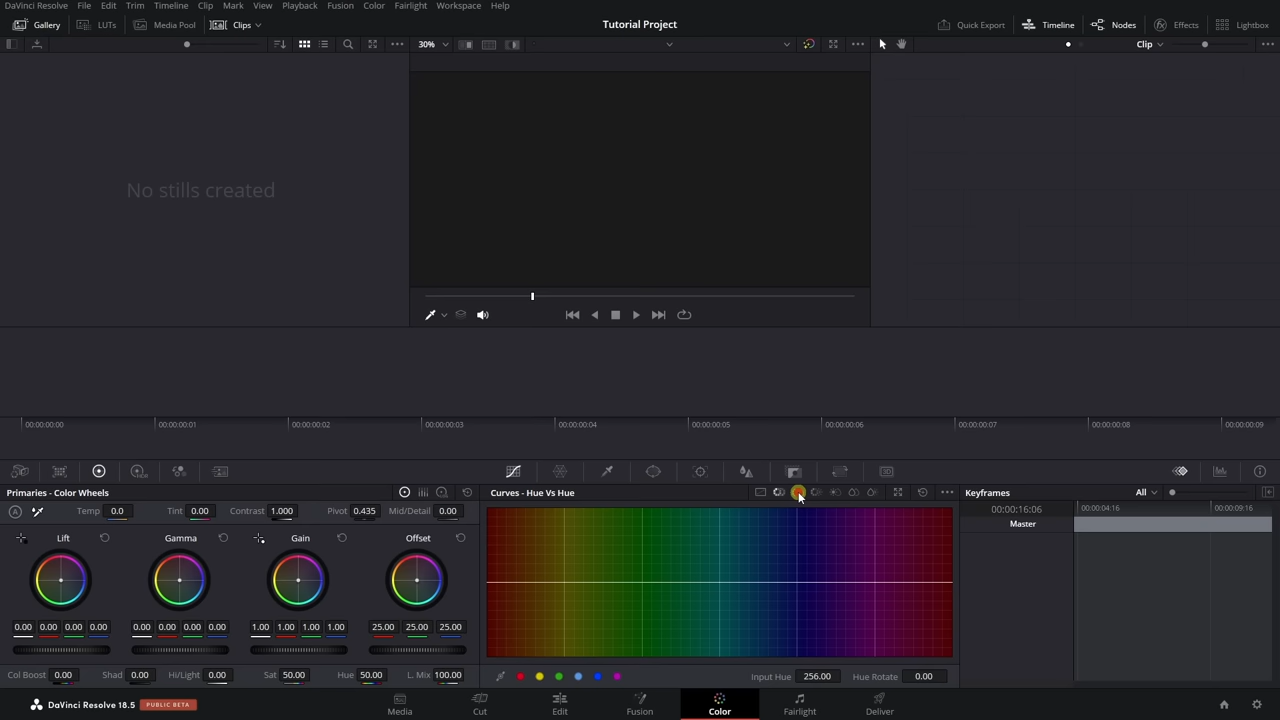 DaVinci Resolve File Edit Trim Timeline Clip Mark View Playback Fusion Color Fairlight Workspace Help
Gallery LUTs Media Pool Clips Tutorial Project Quick Export Timeline Nodes Effects Lightbox
30% Clip
No stills created
00:00:00:00 00:00:00:01 00:00:00:02 00:00:00:03 00:00:00:04 00:00:00:05 00:00:00:06 00:00:00:07 00:00:00:08 00:00:00:09
Primaries - Color Wheels Curves - Hue Vs Hue Keyframes All
Temp 0.0 Tint 0.00 Contrast 1.000 Pivot 0.435 Mid/Detail 0.00
00:00:16:06 00:00:04:16 00:00:09:16
Master
Lift Gamma Gain Offset
0.00 0.00 0.00 0.00 0.00 0.00 0.00 0.00 1.00 1.00 1.00 1.00 25.00 25.00 25.00
Col Boost 0.00 Shad 0.00 Hi/Light 0.00 Sat 50.00 Hue 50.00 L. Mix 100.00 Input Hue 256.00 Hue Rotate 0.00
DaVinci Resolve 18.5 PUBLIC BETA Media Cut Edit Fusion Color Fairlight Deliver